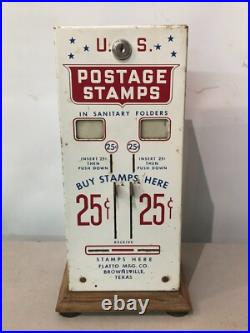 U. S.
POSTAGE
STAMPS
IN SANITARY FOLDERS
25¢ 25¢
INSERT 25¢ INSERT 25¢
THEN THEN
PUSH DOWN PUSH DOWN
BUY STAMPS HERE
25¢ 25¢
RECEIVE
STAMPS HERE
FLATTO MFG. CO.
BROWNSVILLE,
TEXAS